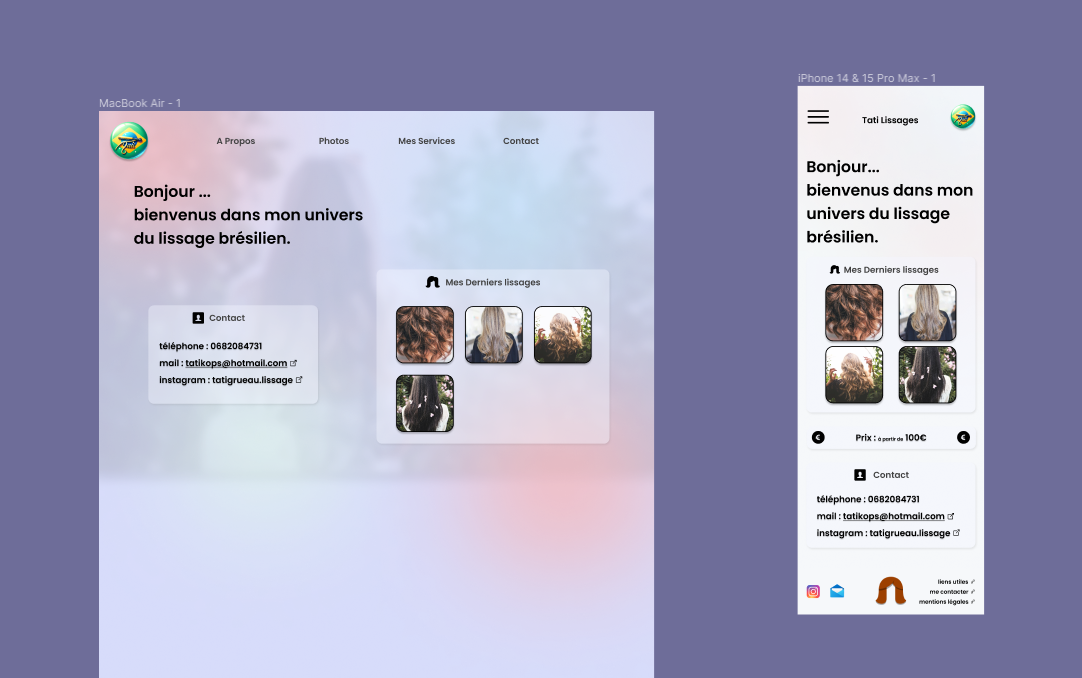 MacBook Air - 1
Tati
A Propos
Photos
Mes Services
Contact
Bonjour ...
bienvenus dans mon univers
du lissage brésilien.
Mes Derniers lissages
Contact
téléphone : 0682084731
mail : tatikops@hotmail.com
instagram : tatigrueau.lissage
iPhone 14 & 15 Pro Max - 1
Tati Lissages
Tati
Bonjour...
bienvenus dans mon
univers du lissage
brésilien.
Mes Derniers lissages
€ Prix : à partir de 100€ €
Contact
téléphone : 0682084731
mail : tatikops@hotmail.com
instagram : tatigrueau.lissage
liens utiles
me contacter
mentions légales